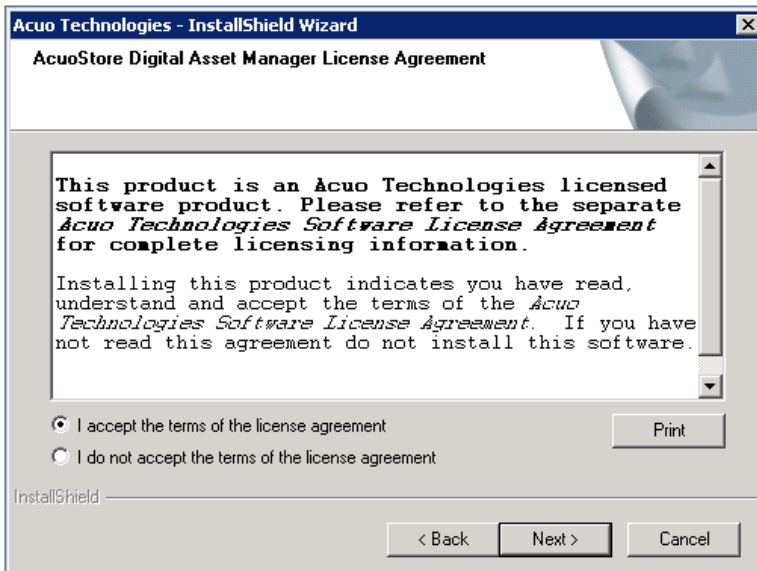 Acuo Technologies - InstallShield Wizard
AcuoStore Digital Asset Manager License Agreement
This product is an Acuo Technologies licensed
software product. Please refer to the separate
Acuo Technologies Software License Agreement
for complete licensing information.
Installing this product indicates you have read,
understand and accept the terms of the Acuo
Technologies Software License Agreement. If you have
not read this agreement do not install this software.
I accept the terms of the license agreement
Print
I do not accept the terms of the license agreement
InstallShield
< Back Next > Cancel